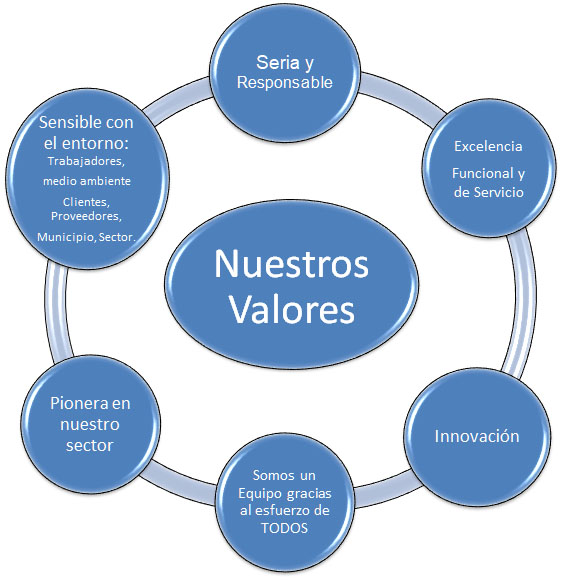 Seria y
Responsable
Excelencia
Funcional y
de Servicio
Innovación
Somos un
Equipo gracias
al esfuerzo de
TODOS
Pionera en
nuestro
sector
Sensible con
el entorno:
Trabajadores,
medio ambiente
Clientes,
Proveedores,
Municipio, Sector.
Nuestros
Valores